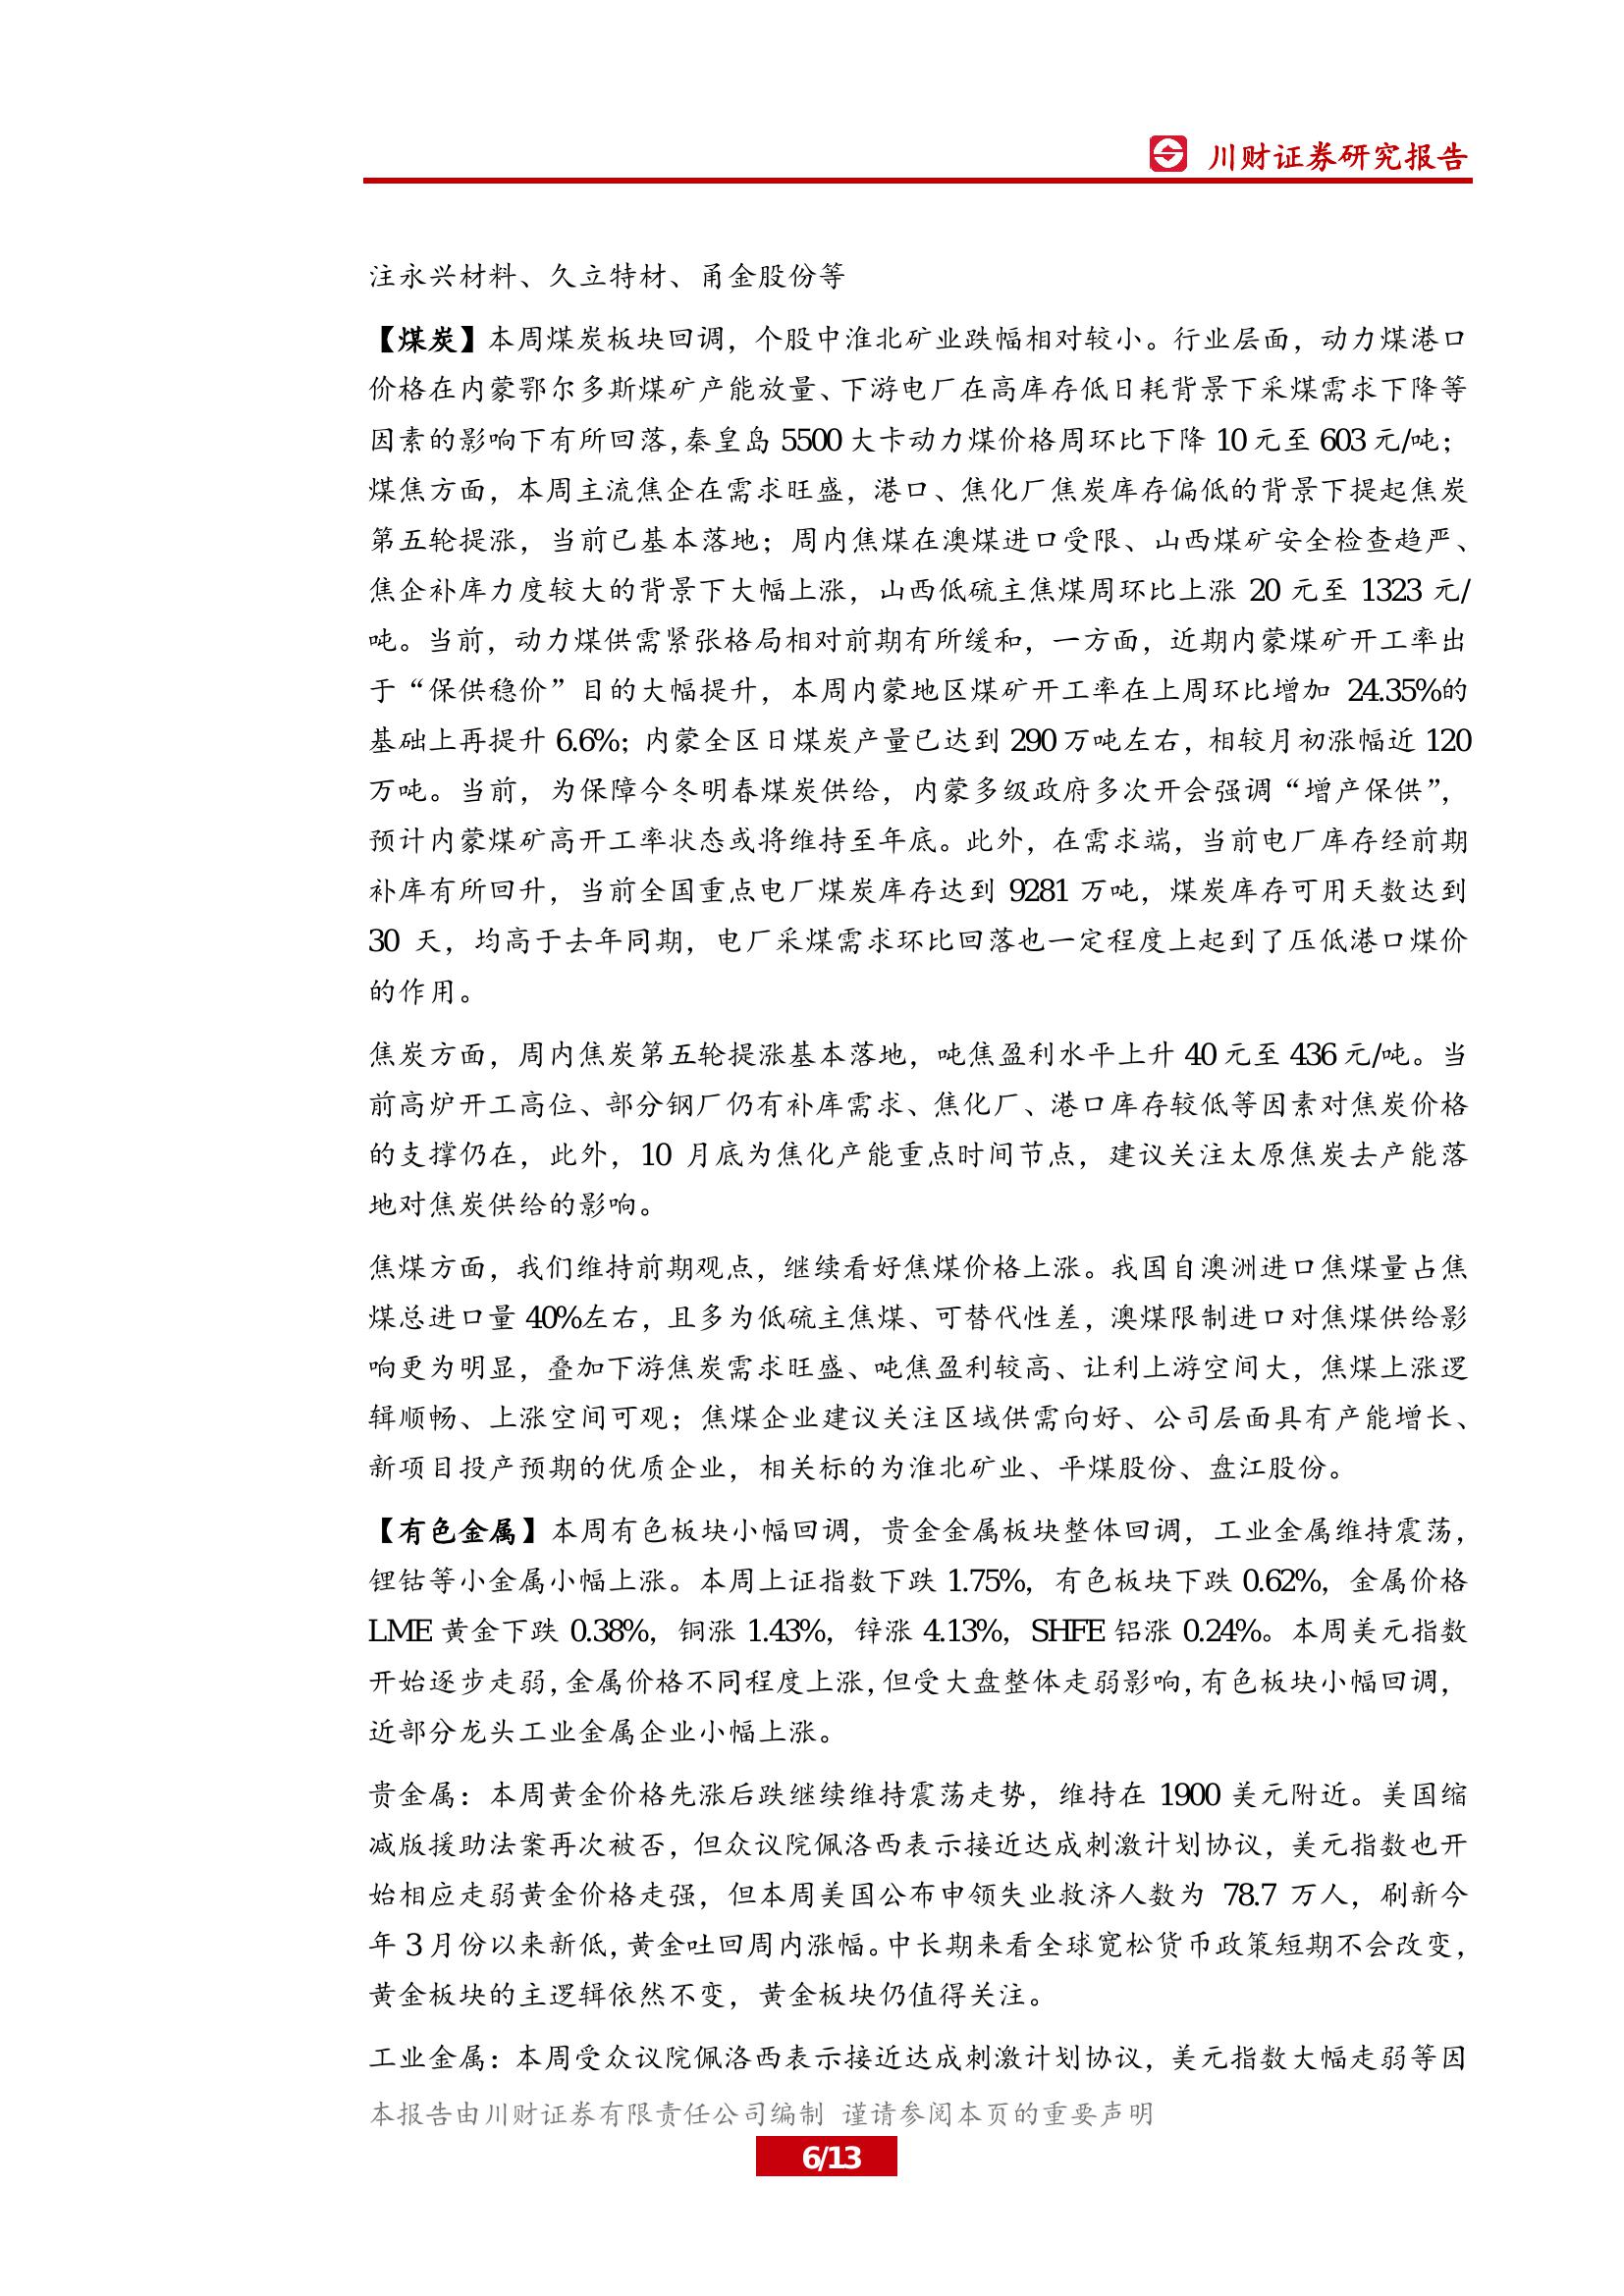 川财证券研究报告
注永兴材料、久立特材、甬金股份等
【煤炭】本周煤炭板块回调，个股中淮北矿业跌幅相对较小。行业层面，动力煤港口
价格在内蒙鄂尔多斯煤矿产能放量、下游电厂在高库存低日耗背景下采煤需求下降等
因素的影响下有所回落，秦皇岛 5500 大卡动力煤价格周环比下降 10 元至 603 元/吨；
煤焦方面，本周主流焦企在需求旺盛，港口、焦化厂焦炭库存偏低的背景下提起焦炭
第五轮提涨，当前已基本落地；周内焦煤在澳煤进口受限、山西煤矿安全检查趋严、
焦企补库力度较大的背景下大幅上涨，山西低硫主焦煤周环比上涨 20 元至 1323 元/
吨。当前，动力煤供需紧张格局相对前期有所缓和，一方面，近期内蒙煤矿开工率出
于“保供稳价”目的大幅提升，本周内蒙地区煤矿开工率在上周环比增加 24.35%的
基础上再提升 6.6%；内蒙全区日煤炭产量已达到 290 万吨左右，相较月初涨幅近 120
万吨。当前，为保障今冬明春煤炭供给，内蒙多级政府多次开会强调“增产保供”，
预计内蒙煤矿高开工率状态或将维持至年底。此外，在需求端，当前电厂库存经前期
补库有所回升，当前全国重点电厂煤炭库存达到 9281 万吨，煤炭库存可用天数达到
30 天，均高于去年同期，电厂采煤需求环比回落也一定程度上起到了压低港口煤价
的作用。
焦炭方面，周内焦炭第五轮提涨基本落地，吨焦盈利水平上升 40 元至 436 元/吨。当
前高炉开工高位、部分钢厂仍有补库需求、焦化厂、港口库存较低等因素对焦炭价格
的支撑仍在，此外，10 月底为焦化产能重点时间节点，建议关注太原焦炭去产能落
地对焦炭供给的影响。
焦煤方面，我们维持前期观点，继续看好焦煤价格上涨。我国自澳洲进口焦煤量占焦
煤总进口量 40%左右，且多为低硫主焦煤、可替代性差，澳煤限制进口对焦煤供给影
响更为明显，叠加下游焦炭需求旺盛、吨焦盈利较高、让利上游空间大，焦煤上涨逻
辑顺畅、上涨空间可观；焦煤企业建议关注区域供需向好、公司层面具有产能增长、
新项目投产预期的优质企业，相关标的为淮北矿业、平煤股份、盘江股份。
【有色金属】本周有色板块小幅回调，贵金金属板块整体回调，工业金属维持震荡，
锂钴等小金属小幅上涨。本周上证指数下跌 1.75%，有色板块下跌 0.62%，金属价格
LME 黄金下跌 0.38%，铜涨 1.43%，锌涨 4.13%，SHFE 铝涨 0.24%。本周美元指数
开始逐步走弱，金属价格不同程度上涨，但受大盘整体走弱影响，有色板块小幅回调，
近部分龙头工业金属企业小幅上涨。
贵金属：本周黄金价格先涨后跌继续维持震荡走势，维持在 1900 美元附近。美国缩
减版援助法案再次被否，但众议院佩洛西表示接近达成刺激计划协议，美元指数也开
始相应走弱黄金价格走强，但本周美国公布申领失业救济人数为 78.7 万人，刷新今
年 3 月份以来新低，黄金吐回周内涨幅。中长期来看全球宽松货币政策短期不会改变，
黄金板块的主逻辑依然不变，黄金板块仍值得关注。
工业金属：本周受众议院佩洛西表示接近达成刺激计划协议，美元指数大幅走弱等因
本报告由川财证券有限责任公司编制 谨请参阅本页的重要声明
6/13